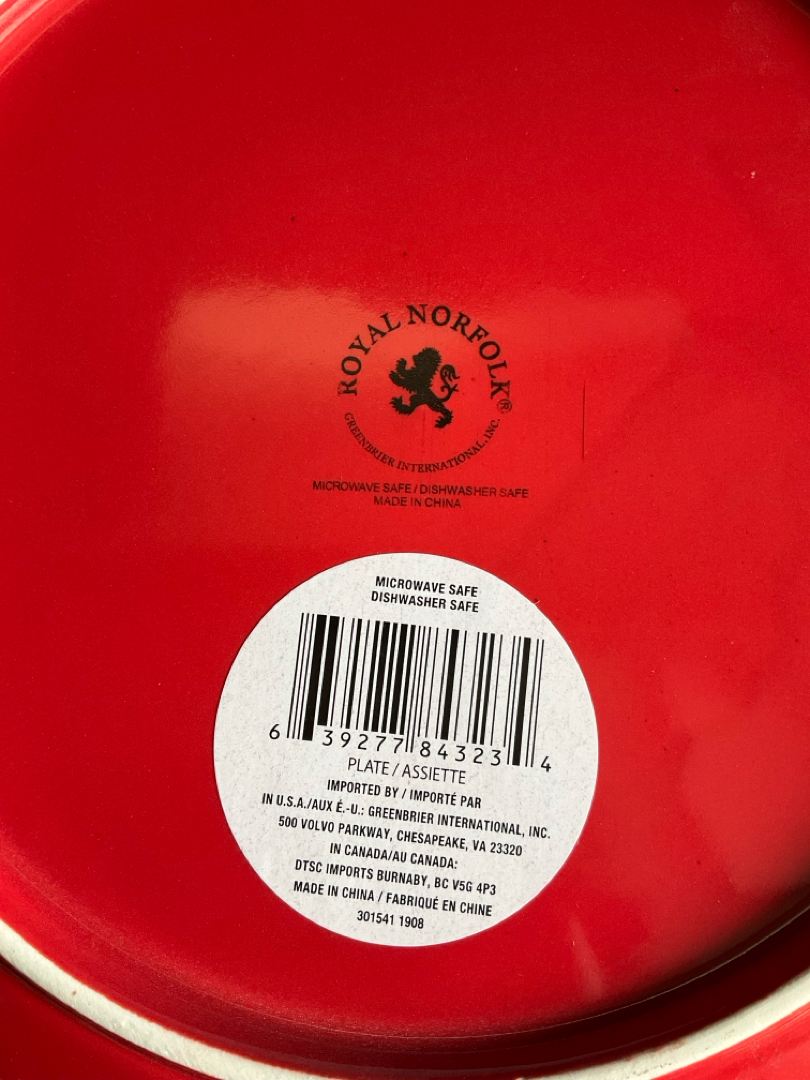 ROYAL NORFOLK®
GREENBRIER INTERNATIONAL, INC.
MICROWAVE SAFE / DISHWASHER SAFE
MADE IN CHINA
MICROWAVE SAFE
DISHWASHER SAFE
6 39277 84323 4
PLATE / ASSIETTE
IMPORTED BY / IMPORTÉ PAR
IN U.S.A./AUX É.-U.: GREENBRIER INTERNATIONAL, INC.
500 VOLVO PARKWAY, CHESAPEAKE, VA 23320
IN CANADA/AU CANADA:
DTSC IMPORTS BURNABY, BC V5G 4P3
MADE IN CHINA / FABRIQUÉ EN CHINE
301541 1908